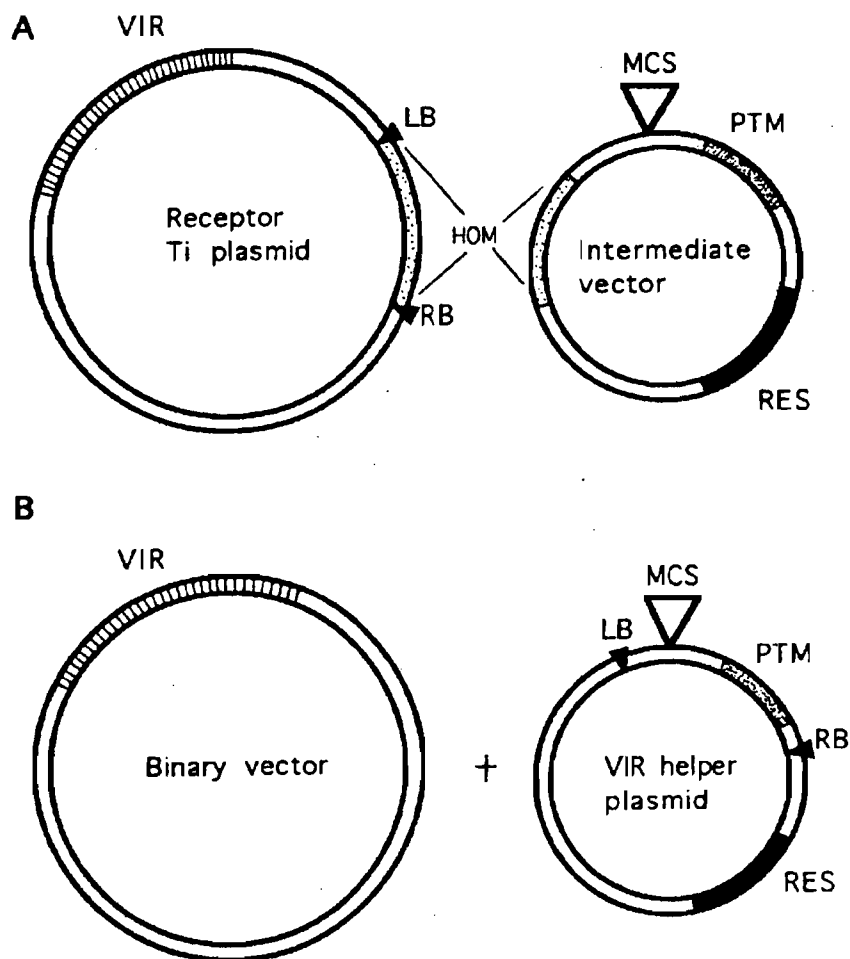 A
VIR
MCS
LB
PTM
Receptor
Ti plasmid
HOM
Intermediate
vector
RB
RES
B
VIR
MCS
LB
PTM
RB
Binary vector
+
VIR helper
plasmid
RES